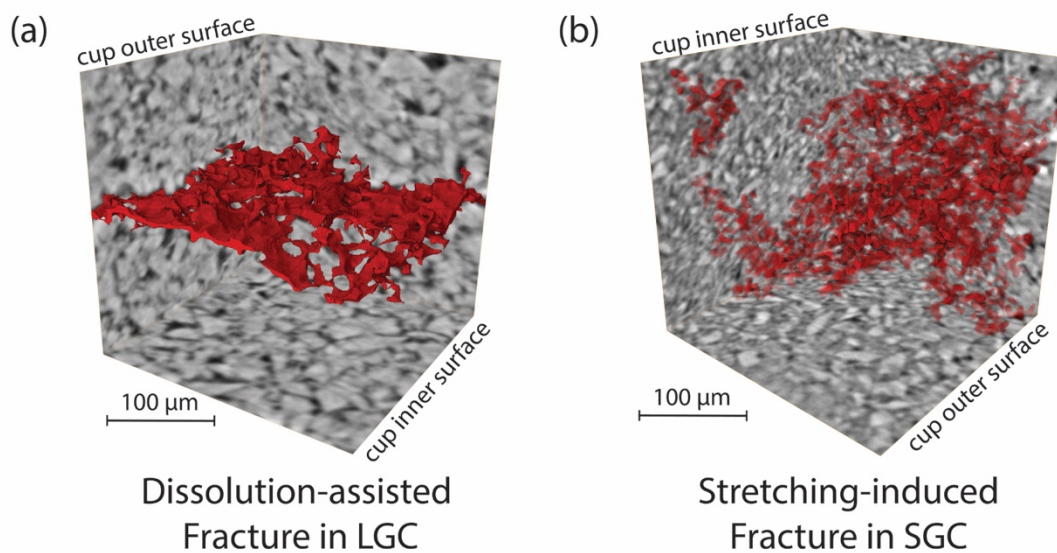 (a)
cup outer surface
cup inner surface
100 μm
Dissolution-assisted
Fracture in LGC
(b)
cup inner surface
cup outer surface
100 μm
Stretching-induced
Fracture in SGC